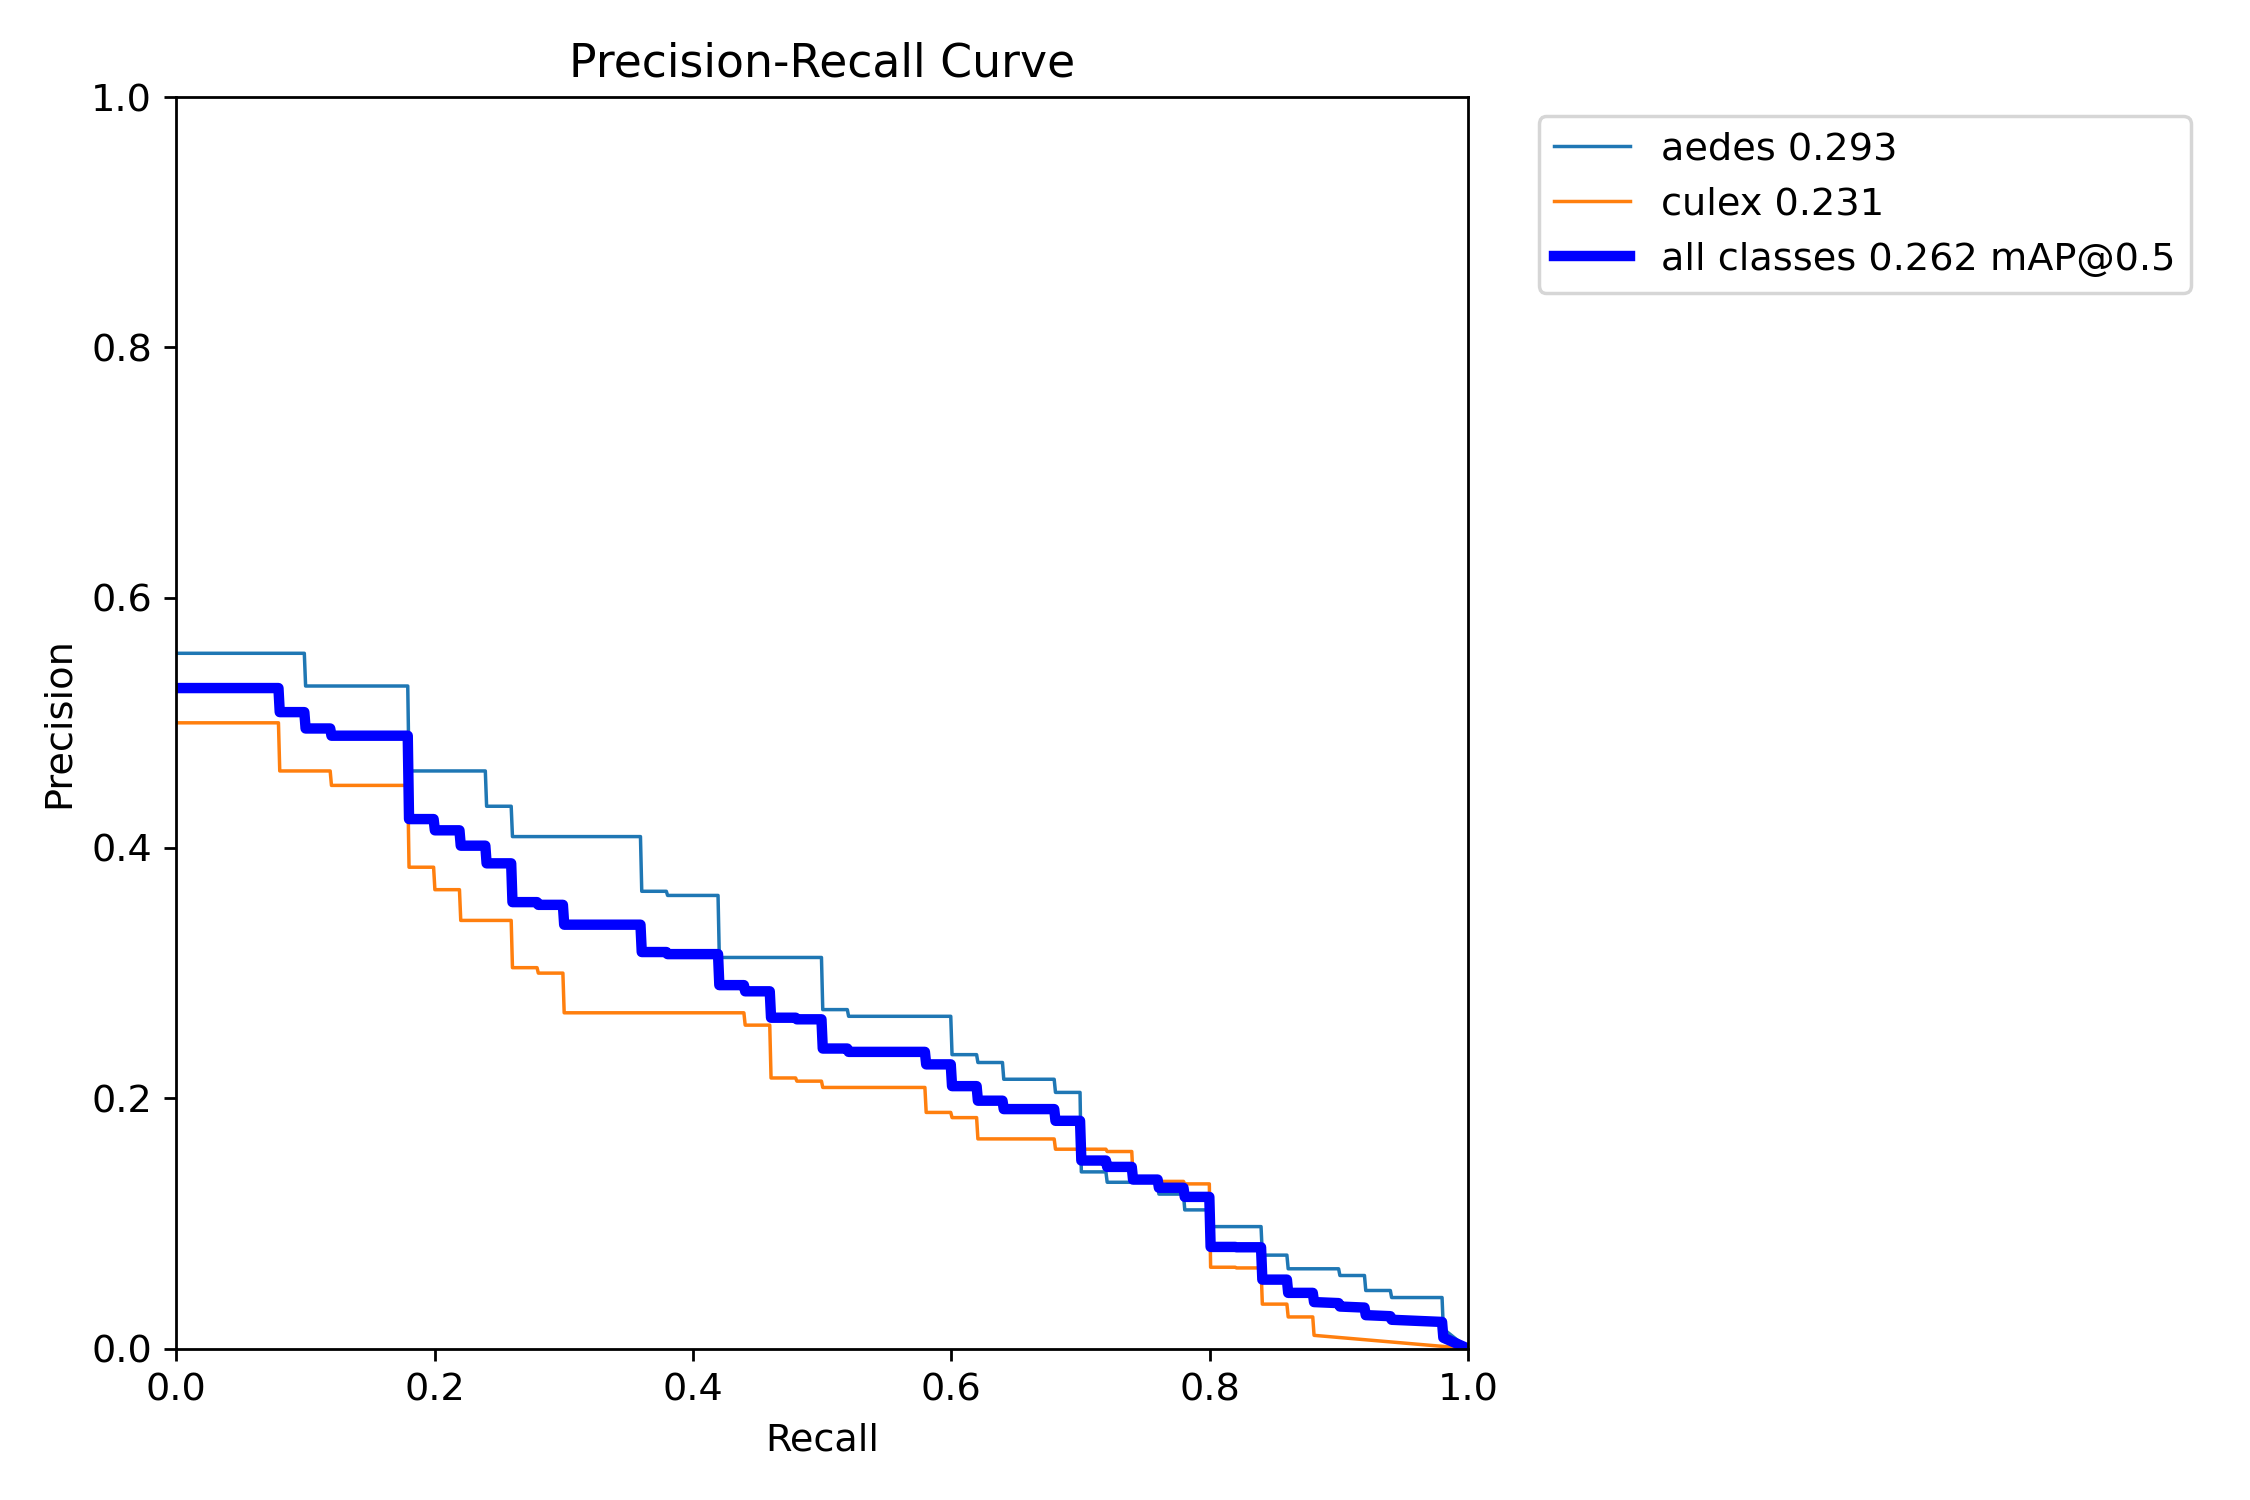 Precision-Recall Curve
1.0
0.8
0.6
0.4
0.2
0.0
Precision
0.0 0.2 0.4 0.6 0.8 1.0
Recall
aedes 0.293
culex 0.231
all classes 0.262 mAP@0.5